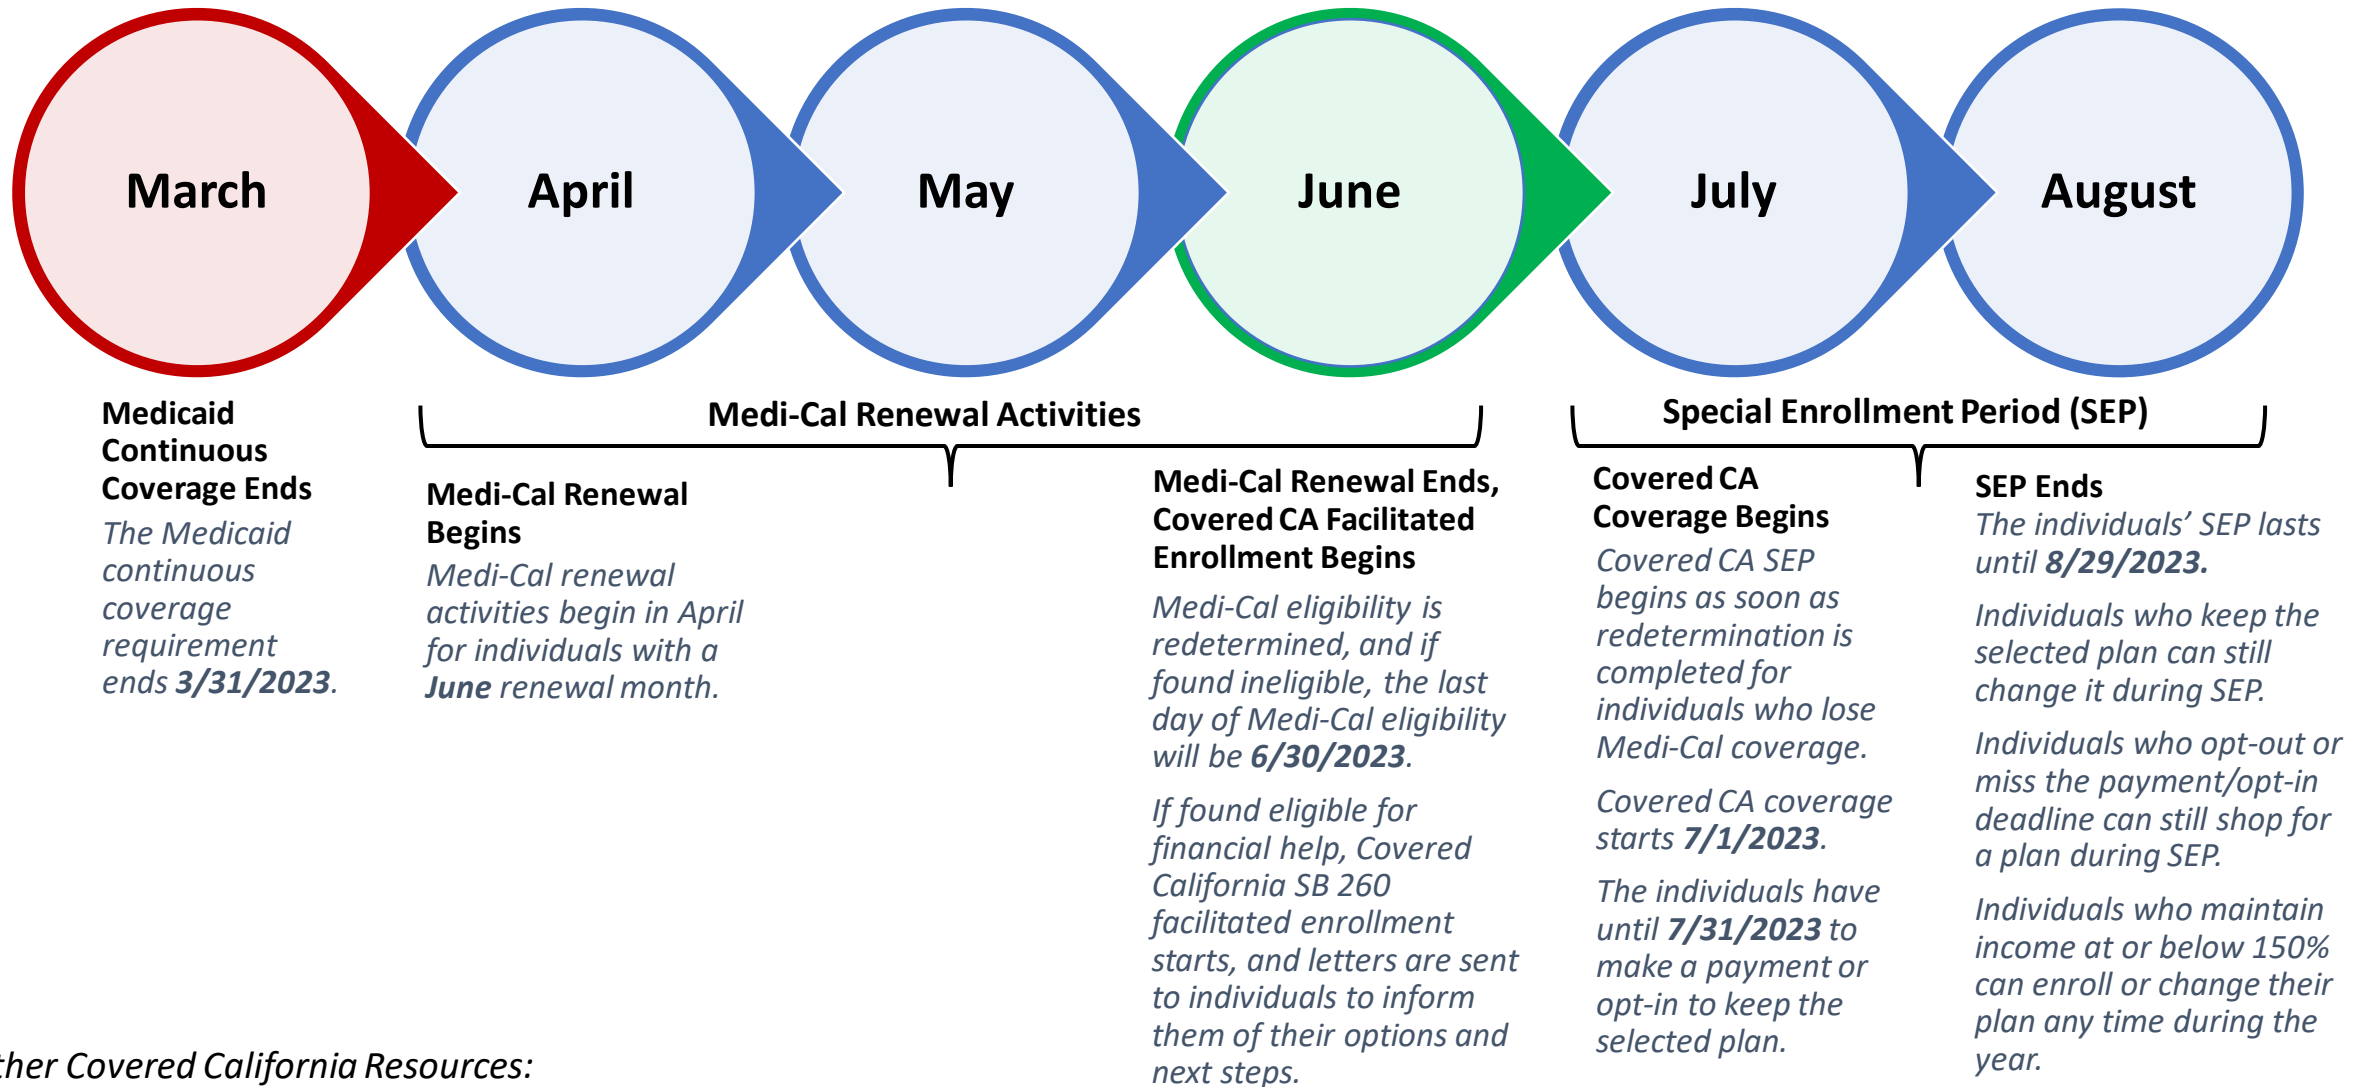 March
April
May
June
July
August
Medicaid
Continuous
Coverage Ends
The Medicaid
continuous
coverage
requirement
ends 3/31/2023.
Medi-Cal Renewal Activities
Medi-Cal Renewal
Begins
Medi-Cal renewal
activities begin in April
for individuals with a
June renewal month.
Medi-Cal Renewal Ends,
Covered CA Facilitated
Enrollment Begins
Medi-Cal eligibility is
redetermined, and if
found ineligible, the last
day of Medi-Cal eligibility
will be 6/30/2023.
If found eligible for
financial help, Covered
California SB 260
facilitated enrollment
starts, and letters are sent
to individuals to inform
them of their options and
next steps.
Special Enrollment Period (SEP)
Covered CA
Coverage Begins
Covered CA SEP
begins as soon as
redetermination is
completed for
individuals who lose
Medi-Cal coverage.
Covered CA coverage
starts 7/1/2023.
The individuals have
until 7/31/2023 to
make a payment or
opt-in to keep the
selected plan.
SEP Ends
The individuals’ SEP lasts
until 8/29/2023.
Individuals who keep the
selected plan can still
change it during SEP.
Individuals who opt-out or
miss the payment/opt-in
deadline can still shop for
a plan during SEP.
Individuals who maintain
income at or below 150%
can enroll or change their
plan any time during the
year.
ther Covered California Resources: